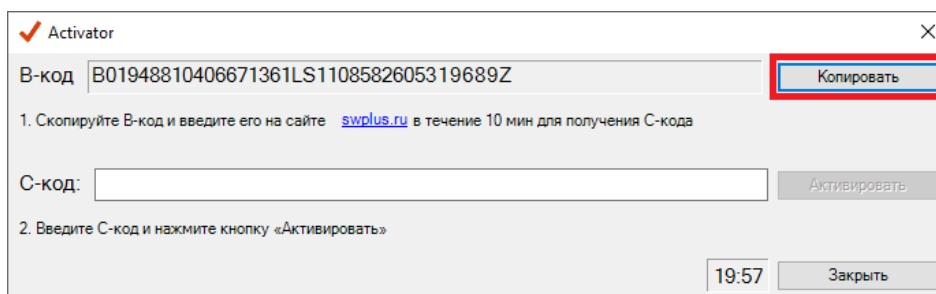 Activator
В-код B01948810406671361LS1108582605319689Z Копировать
1. Скопируйте В-код и введите его на сайте swplus.ru в течение 10 мин для получения С-кода
С-код: Активировать
2. Введите С-код и нажмите кнопку «Активировать»
19:57 Закрыть